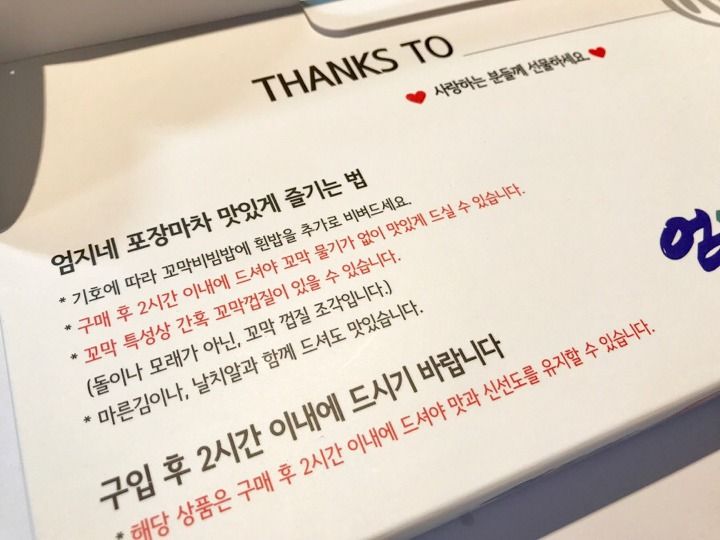 THANKS TO
사랑하는 분들께 선물하세요.
엄지네 포장마차 맛있게 즐기는 법
* 기호에 따라 꼬막비빔밥에 흰밥을 추가로 비벼드세요.
* 구매 후 2시간 이내에 드셔야 꼬막 물기가 없이 맛있게 드실 수 있습니다.
* 꼬막 특성상 간혹 꼬막껍질이 있을 수 있습니다.
(돌이나 모래가 아닌, 꼬막 껍질 조각입니다.)
* 마른김이나, 날치알과 함께 드셔도 맛있습니다.
엄
구입 후 2시간 이내에 드시기 바랍니다
* 해당 상품은 구매 후 2시간 이내에 드셔야 맛과 신선도를 유지할 수 있습니다.